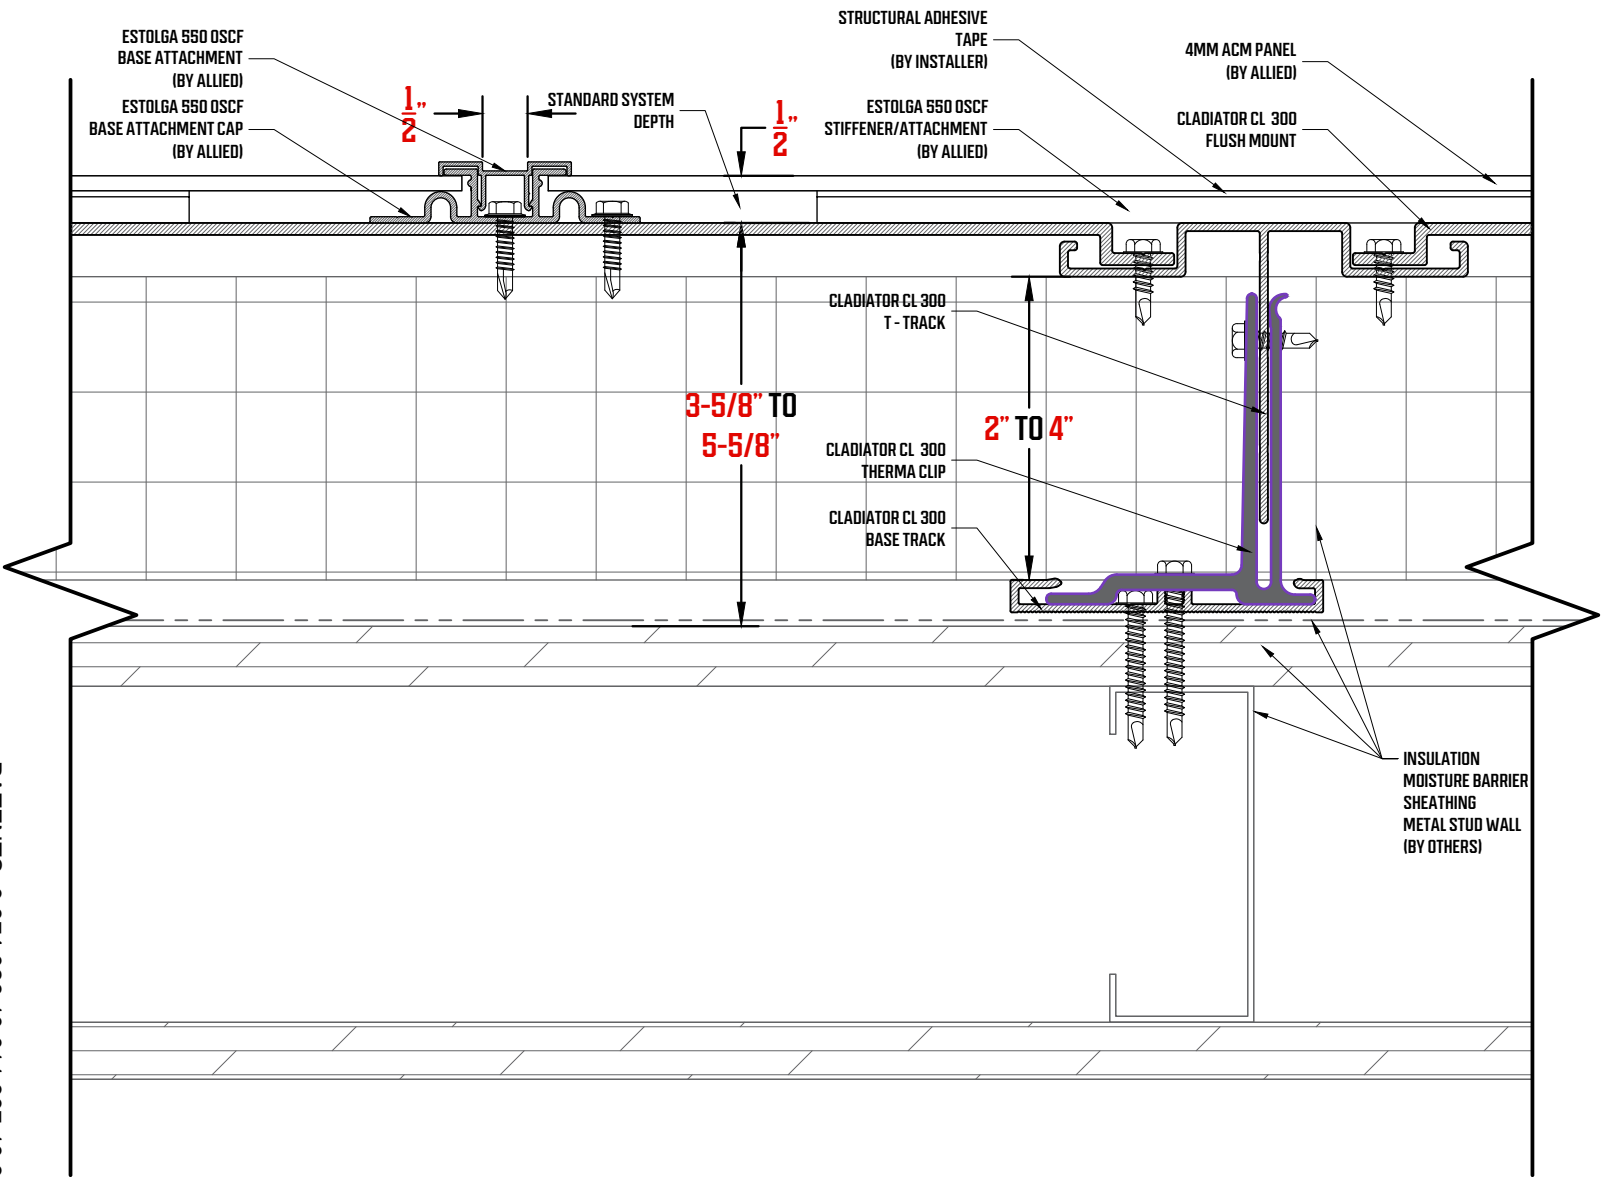 ESTOLGA 550 OSCF
BASE ATTACHMENT
(BY ALLIED)
ESTOLGA 550 OSCF
BASE ATTACHMENT CAP
(BY ALLIED)
1/2"
STANDARD SYSTEM
DEPTH
1/2"
STRUCTURAL ADHESIVE
TAPE
(BY INSTALLER)
ESTOLGA 550 OSCF
STIFFENER/ATTACHMENT
(BY ALLIED)
4MM ACM PANEL
(BY ALLIED)
CLADIATOR CL 300
FLUSH MOUNT
CLADIATOR CL 300
T - TRACK
3-5/8" TO
5-5/8"
2" TO 4"
CLADIATOR CL 300
THERMA CLIP
CLADIATOR CL 300
BASE TRACK
INSULATION
MOISTURE BARRIER
SHEATHING
METAL STUD WALL
(BY OTHERS)